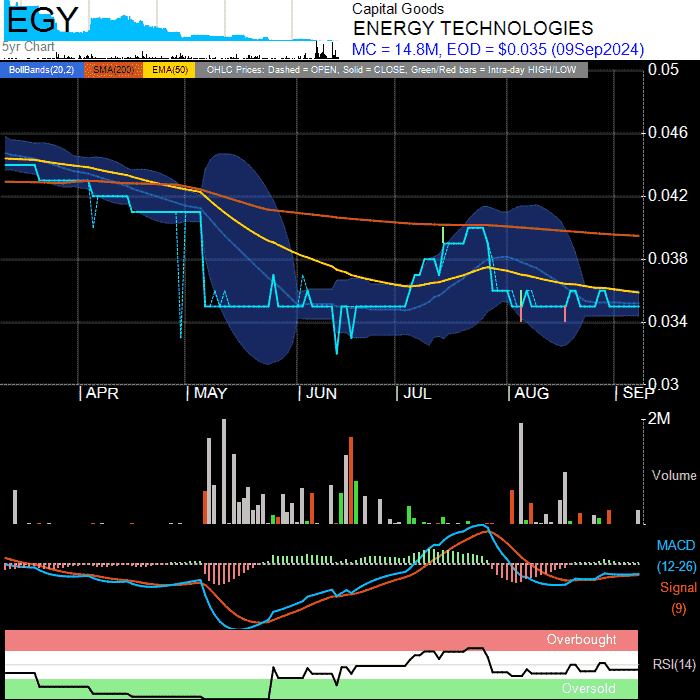 EGY
5yr Chart
Capital Goods
ENERGY TECHNOLOGIES
MC = 14.8M, EOD = $0.035 (09Sep2024)
BollBands(20,2) SMA(200) EMA(50) OHLC Prices: Dashed = OPEN, Solid = CLOSE, Green/Red bars = Intra-day HIGH/LOW
0.05
0.046
0.042
0.038
0.034
0.03
APR MAY JUN JUL AUG SEP
2M
Volume
MACD
(12-26)
Signal
(9)
Overbought
RSI(14)
Oversold